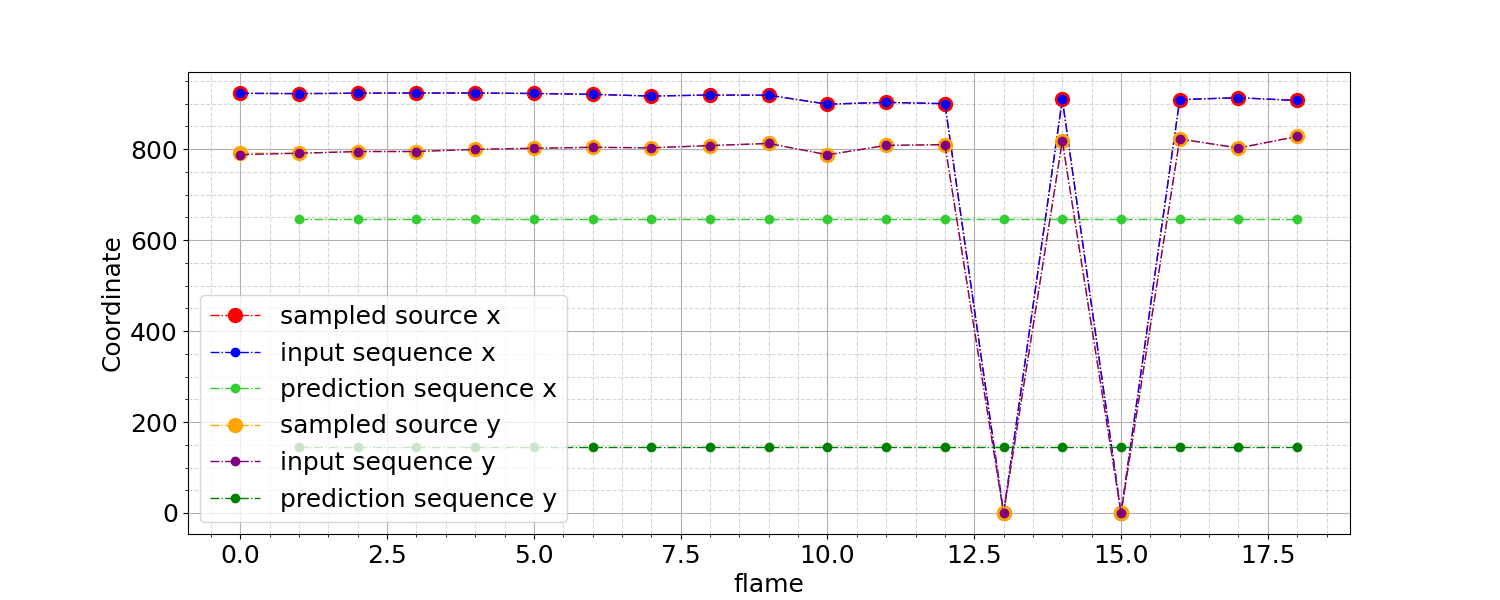 Coordinate
800
600
400
200
0
sampled source x
input sequence x
prediction sequence x
sampled source y
input sequence y
prediction sequence y
0.0 2.5 5.0 7.5 10.0 12.5 15.0 17.5
flame